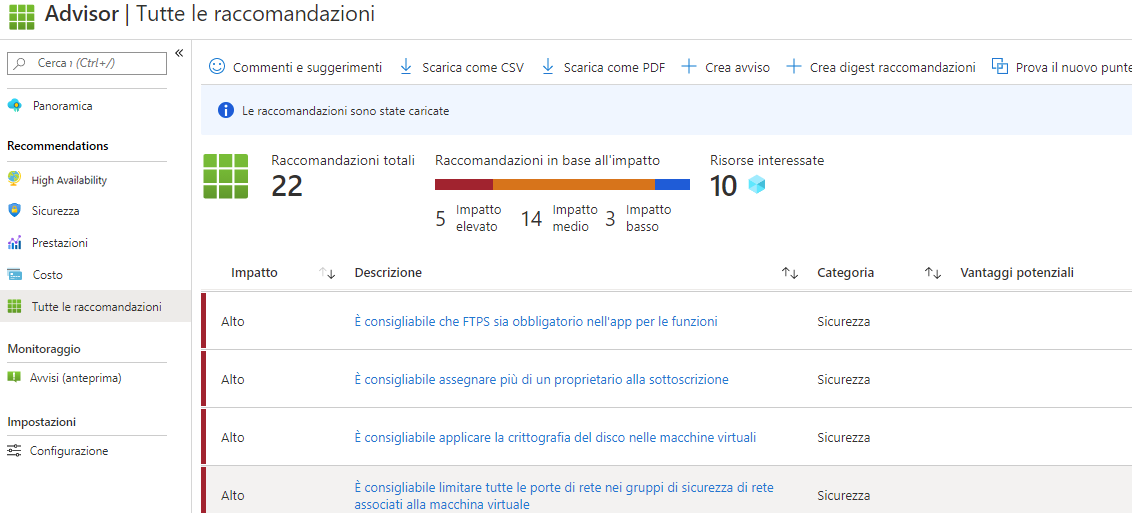 Advisor | Tutte le raccomandazioni
Cerca ı (Ctrl+/)
«
Panoramica
Recommendations
High Availability
Sicurezza
Prestazioni
Costo
Tutte le raccomandazioni
Monitoraggio
Avvisi (anteprima)
Impostazioni
Configurazione
Commenti e suggerimenti
Scarica come CSV
Scarica come PDF
Crea avviso
Crea digest raccomandazioni
Prova il nuovo punte
Le raccomandazioni sono state caricate
Raccomandazioni totali
22
Raccomandazioni in base all'impatto
5 Impatto elevato
14 Impatto medio
3 Impatto basso
Risorse interessate
10
Impatto Descrizione Categoria Vantaggi potenziali
Alto È consigliabile che FTPS sia obbligatorio nell'app per le funzioni Sicurezza
Alto È consigliabile assegnare più di un proprietario alla sottoscrizione Sicurezza
Alto È consigliabile applicare la crittografia del disco nelle macchine virtuali Sicurezza
Alto È consigliabile limitare tutte le porte di rete nei gruppi di sicurezza di rete
associati alla macchina virtuale Sicurezza